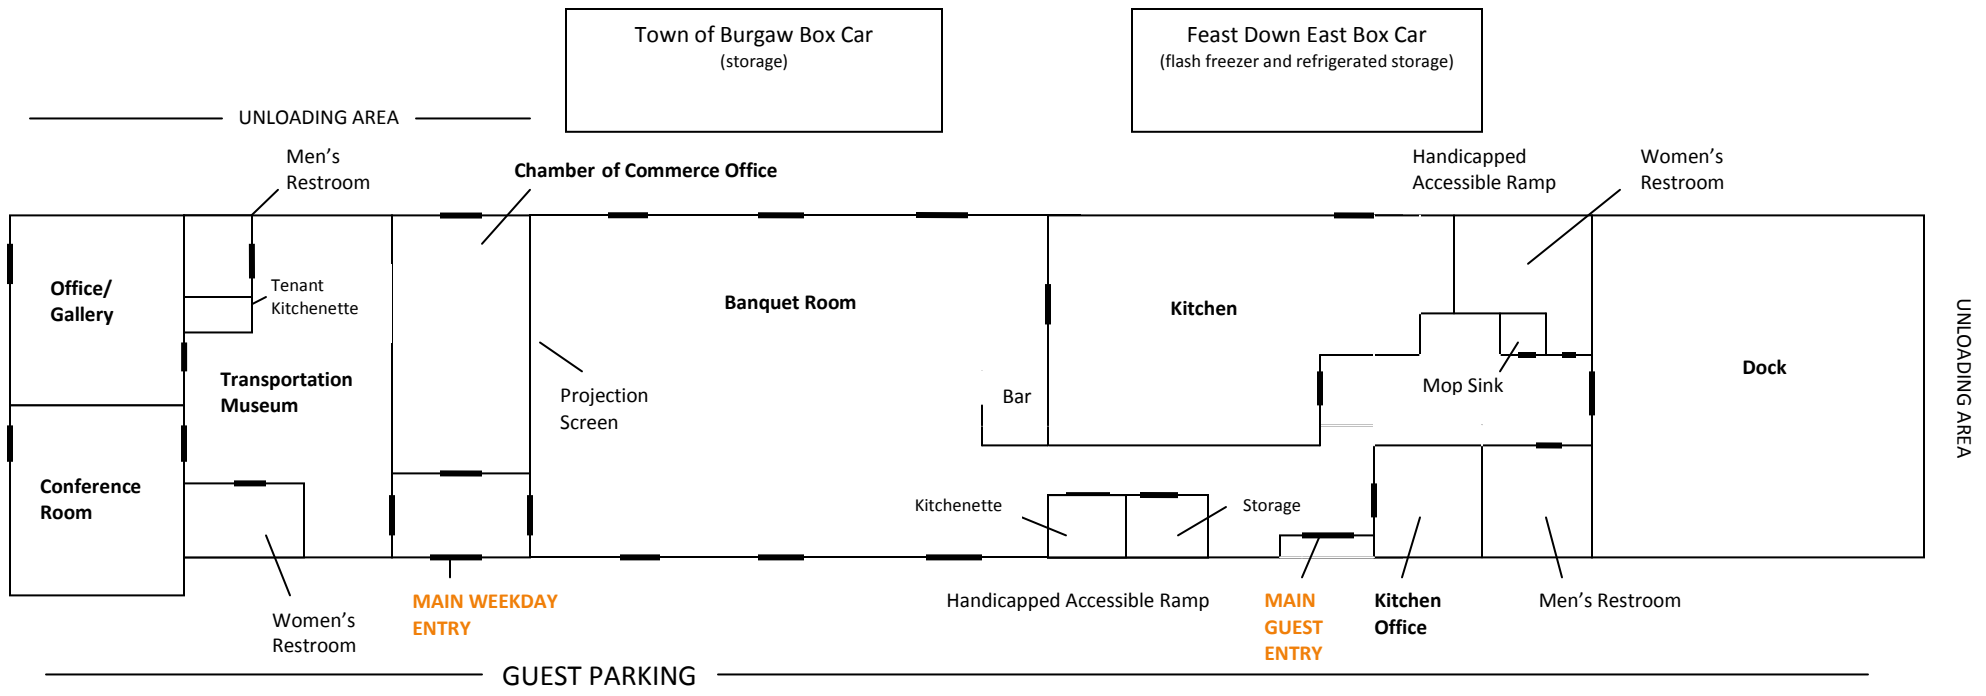 Town of Burgaw Box Car
(storage)
Feast Down East Box Car
(flash freezer and refrigerated storage)
UNLOADING AREA
Men’s
Restroom
Chamber of Commerce Office
Handicapped
Accessible Ramp
Women’s
Restroom
Office/
Gallery
Tenant
Kitchenette
Banquet Room
Kitchen
UNLOADING AREA
Transportation
Museum
Projection
Screen
Bar
Mop Sink
Dock
Conference
Room
Kitchenette
Storage
Women’s
Restroom
MAIN WEEKDAY
ENTRY
Handicapped Accessible Ramp
MAIN
GUEST
ENTRY
Kitchen
Office
Men’s Restroom
GUEST PARKING